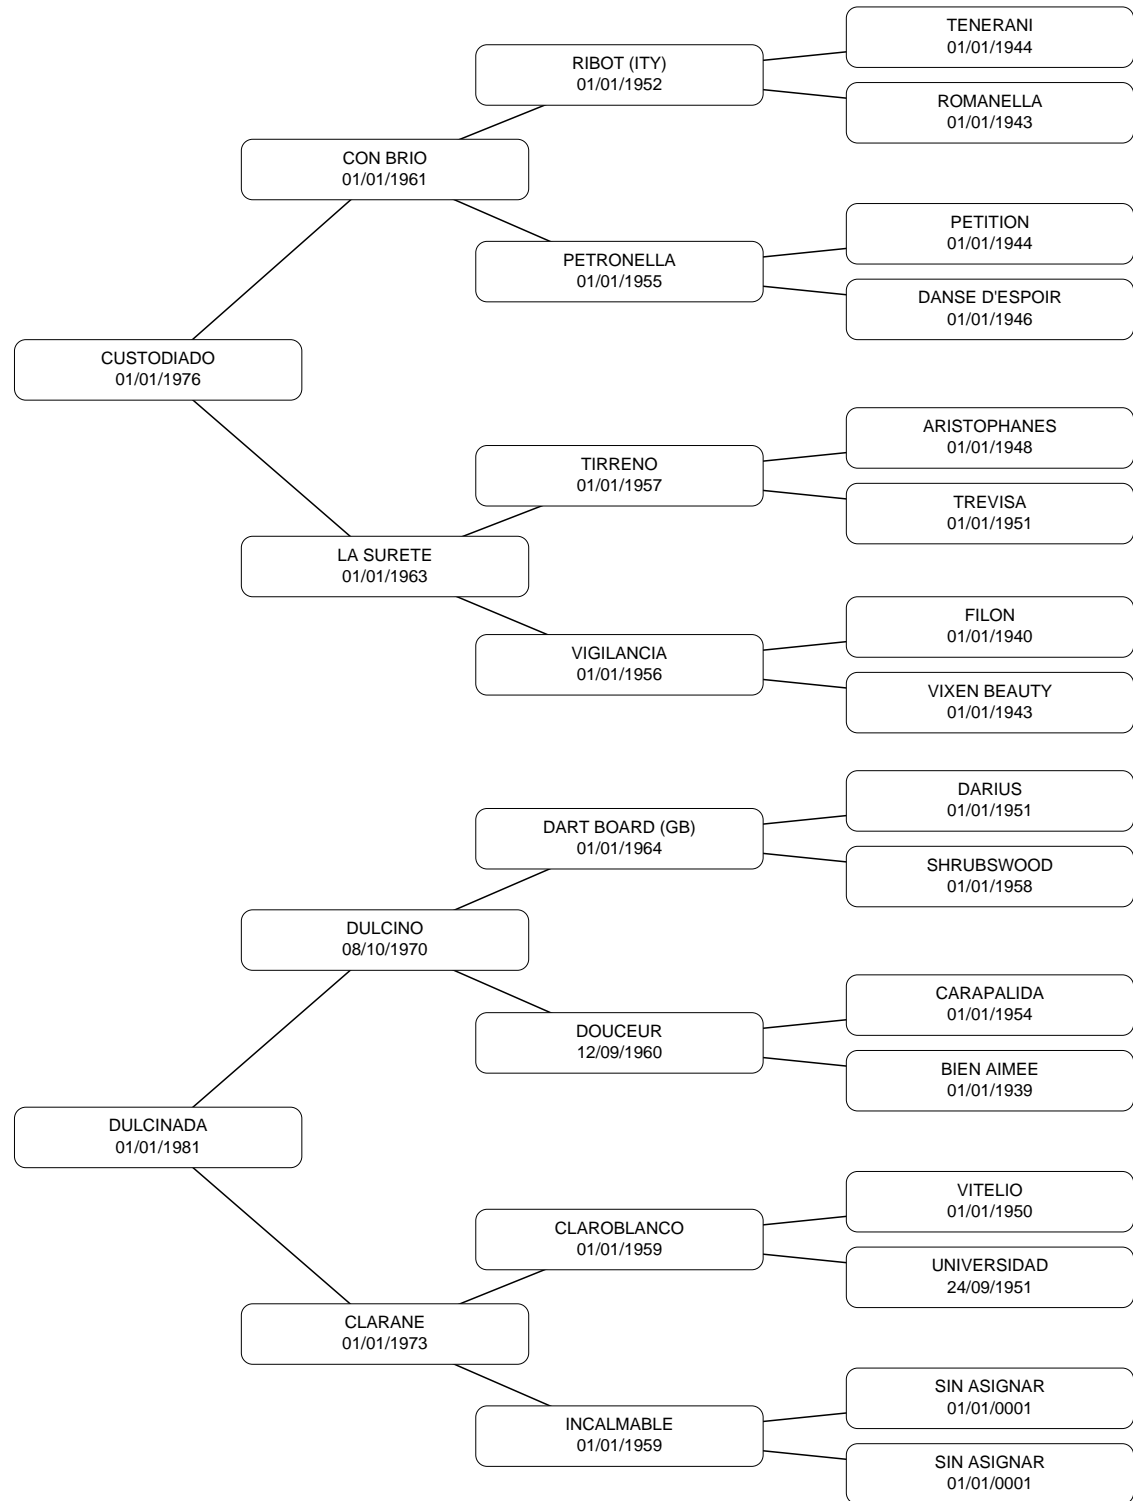 TENERANI
01/01/1944
RIBOT (ITY)
01/01/1952
ROMANELLA
01/01/1943
CON BRIO
01/01/1961
PETITION
01/01/1944
PETRONELLA
01/01/1955
DANSE D'ESPOIR
01/01/1946
CUSTODIADO
01/01/1976
ARISTOPHANES
01/01/1948
TIRRENO
01/01/1957
TREVISA
01/01/1951
LA SURETE
01/01/1963
FILON
01/01/1940
VIGILANCIA
01/01/1956
VIXEN BEAUTY
01/01/1943
DARIUS
01/01/1951
DART BOARD (GB)
01/01/1964
SHRUBSWOOD
01/01/1958
DULCINO
08/10/1970
CARAPALIDA
01/01/1954
DOUCEUR
12/09/1960
BIEN AIMEE
01/01/1939
DULCINADA
01/01/1981
VITELIO
01/01/1950
CLAROBLANCO
01/01/1959
UNIVERSIDAD
24/09/1951
CLARANE
01/01/1973
SIN ASIGNAR
01/01/0001
INCALMABLE
01/01/1959
SIN ASIGNAR
01/01/0001